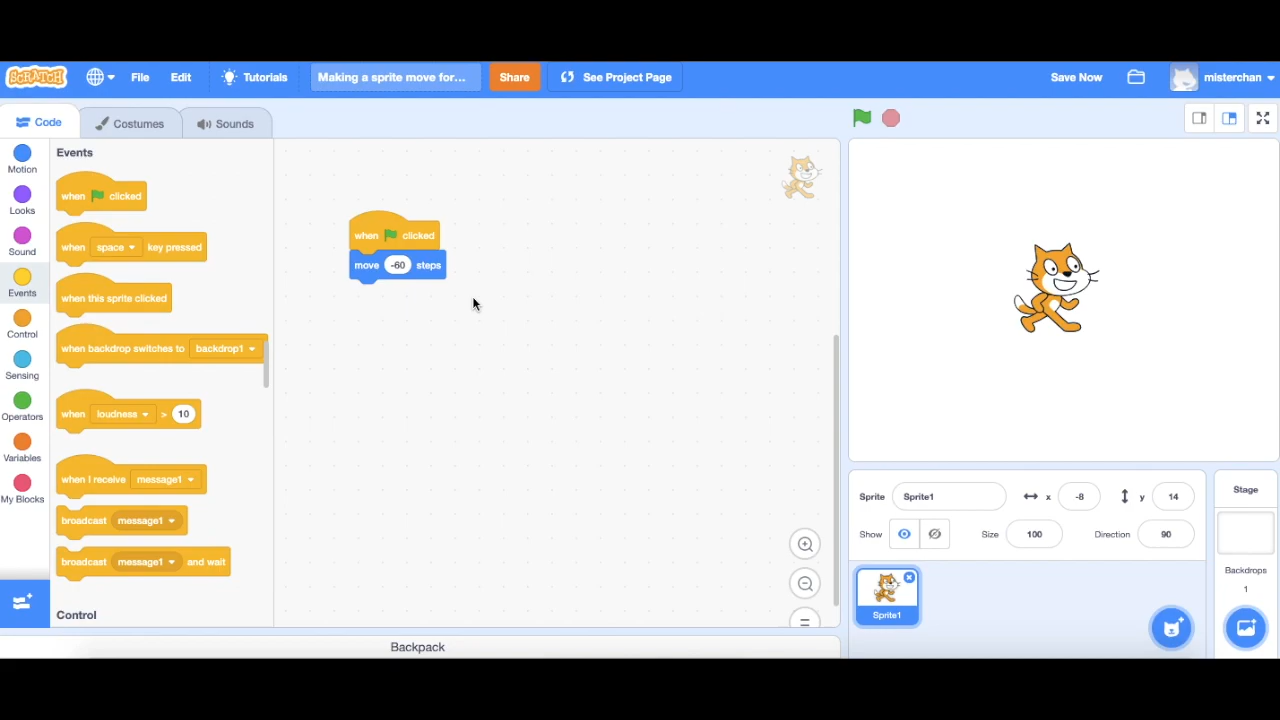 SCRATCH File Edit Tutorials Making a sprite move for... Share See Project Page Save Now misterchan
Code Costumes Sounds
Motion
Looks
Sound
Events
Control
Sensing
Operators
Variables
My Blocks
Events
when clicked
when space key pressed
when this sprite clicked
when backdrop switches to backdrop1
when loudness > 10
when I receive message1
broadcast message1
broadcast message1 and wait
Control
when clicked
move -60 steps
=
Backpack
Sprite Sprite1 x -8 y 14
Show Size 100 Direction 90
Sprite1
Stage
Backdrops
1